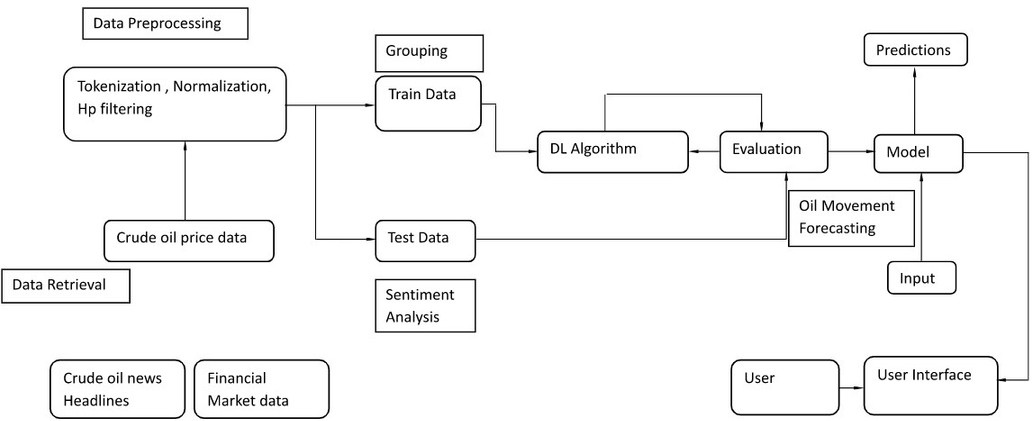 Data Preprocessing
Tokenization , Normalization,
Hp filtering
Crude oil price data
Data Retrieval
Crude oil news
Headlines
Financial
Market data
Grouping
Train Data
Test Data
Sentiment
Analysis
DL Algorithm
Evaluation
Oil Movement
Forecasting
Predictions
Model
Input
User
User Interface